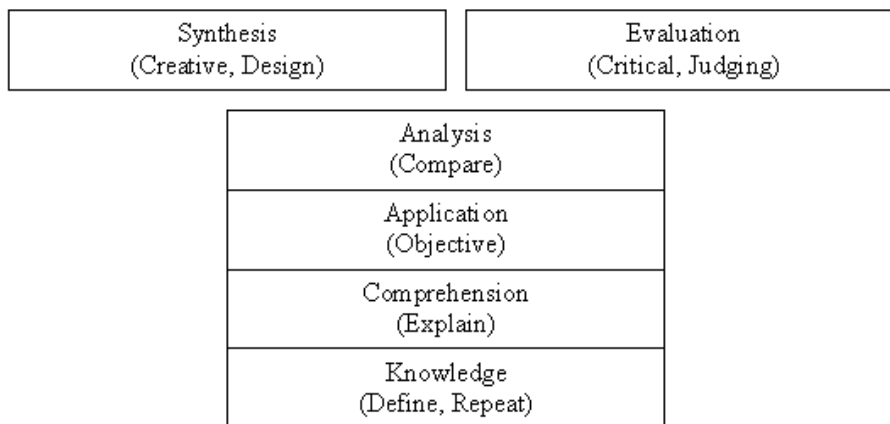 Synthesis
(Creative, Design)
Evaluation
(Critical, Judging)
Analysis
(Compare)
Application
(Objective)
Comprehension
(Explain)
Knowledge
(Define, Repeat)